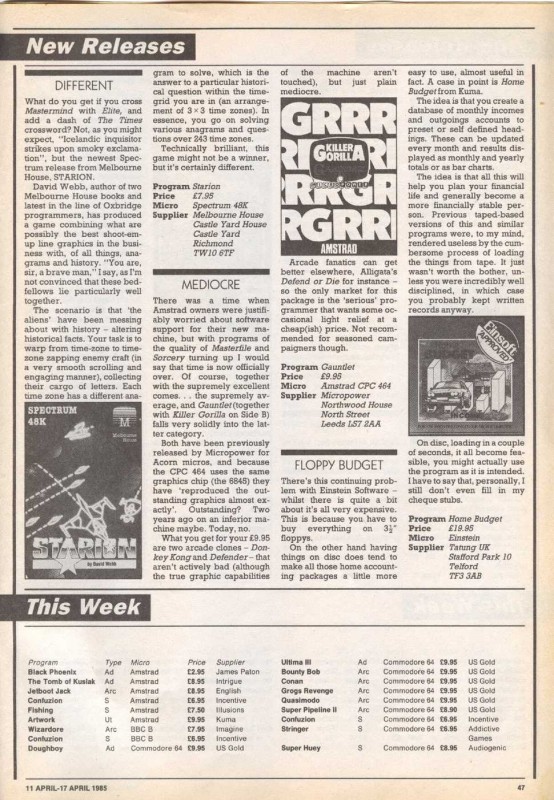 New Releases
DIFFERENT
What do you get if you cross
Mastermind with Elite, and
add a dash of The Times
crossword? Not, as you might
expect, "Icelandic inquisitor
strikes upon smoky exclama-
tion", but the newest Spec-
trum release from Melbourne
House, STARION.
David Webb, author of two
Melbourne House books and
latest in the line of Oxbridge
programmers, has produced
a game combining what are
possibly the best shoot-em-
up line graphics in the busi-
ness with, of all things, ana-
grams and history. "You are,
sir, a brave man," I say, as I'm
not convinced that these bed-
fellows lie particularly well
together.
The scenario is that 'the
aliens' have been messing
about with history – altering
historical facts. Your task is to
warp from time-zone to time-
zone zapping enemy craft (in
a very smooth scrolling and
engaging manner), collecting
their cargo of letters. Each
time zone has a different ana-
SPECTRUM
48K
M
Melbourne
House
STARION
by David Webb
gram to solve, which is the
answer to a particular histori-
cal question within the time-
grid you are in (an arrange-
ment of 3×3 time zones). In
essence, you go on solving
various anagrams and ques-
tions over 243 time zones.
Technically brilliant, this
game might not be a winner,
but it's certainly different.
Program Starion
Price £7.95
Micro Spectrum 48K
Supplier Melbourne House
Castle Yard House
Castle Yard
Richmond
TW10 6TF
MEDIOCRE
There was a time when
Amstrad owners were justifi-
ably worried about software
support for their new ma-
chine, but with programs of
the quality of Masterfile and
Sorcery turning up I would
say that time is now officially
over. Of course, together
with the supremely excellent
comes. . . the supremely av-
erage, and Gauntlet (together
with Killer Gorilla on Side B)
falls very solidly into the lat-
ter category.
Both have been previously
released by Micropower for
Acorn micros, and because
the CPC 464 uses the same
graphics chip (the 6845) they
have 'reproduced the out-
standing graphics almost ex-
actly'. Outstanding? Two
years ago on an inferior ma-
chine maybe. Today, no.
What you get for your £9.95
are two arcade clones – Don-
key Kong and Defender – that
aren't actively bad (although
the true graphic capabilities
of the machine aren't
touched), but just plain
mediocre.
GRRR
KILLER
GORILLA
RGRR
AMSTRAD
Arcade fanatics can get
better elsewhere, Alligata's
Defend or Die for instance –
so the only market for this
package is the 'serious' pro-
grammer that wants some oc-
casional light relief at a
cheap(ish) price. Not recom-
mended for seasoned cam-
paigners though.
Program Gauntlet
Price £9.95
Micro Amstrad CPC 464
Supplier Micropower
Northwood House
North Street
Leeds LS7 2AA
FLOPPY BUDGET
There's this continuing prob-
lem with Einstein Software –
whilst there is quite a bit
about it's all very expensive.
This is because you have to
buy everything on 3½"
floppys.
On the other hand having
things on disc does tend to
make all those home account-
ing packages a little more
easy to use, almost useful in
fact. A case in point is Home
Budget from Kuma.
The idea is that you create a
database of monthly incomes
and outgoings accounts to
preset or self defined head-
ings. These can be updated
every month and results dis-
played as monthly and yearly
totals or as bar charts.
The idea is that all this will
help you plan your financial
life and generally become a
more financially stable per-
son. Previous taped-based
versions of this and similar
programs were, to my mind,
rendered useless by the cum-
bersome process of loading
the things from tape. It just
wasn't worth the bother, un-
less you were incredibly well
disciplined, in which case
you probably kept written
records anyway.
Einstein
APPROVED
INCOME
On disc, loading in a couple
of seconds, it all become fea-
sible, you might actually use
the program as it is intended.
I have to say that, personally, I
still don't even fill in my
cheque stubs.
Program Home Budget
Price £19.95
Micro Einstein
Supplier Tatung UK
Stafford Park 10
Telford
TF3 3AB
This Week
Program Type Micro Price Supplier
Black Phoenix Ad Amstrad £2.95 James Paton
The Tomb of Kuslak Ad Amstrad £8.95 Intrigue
Jetboot Jack Arc Amstrad £8.95 English
Confuzion S Amstrad £6.95 Incentive
Fishing S Amstrad £7.50 Illusions
Artwork Ut Amstrad £9.95 Kuma
Wizardore Arc BBC B £7.95 Imagine
Confuzion S BBC B £6.95 Incentive
Doughboy Ad Commodore 64 £9.95 US Gold
Ultima III Ad Commodore 64 £9.95 US Gold
Bounty Bob Arc Commodore 64 £9.95 US Gold
Conan Arc Commodore 64 £9.95 US Gold
Grogs Revenge Arc Commodore 64 £9.95 US Gold
Quasimodo Arc Commodore 64 £9.95 US Gold
Super Pipeline II Arc Commodore 64 £8.90 US Gold
Confuzion S Commodore 64 £6.95 Incentive
Stringer S Commodore 64 £6.95 Addictive
Games
Super Huey S Commodore 64 £8.95 Audiogenic
11 APRIL-17 APRIL 1985
47